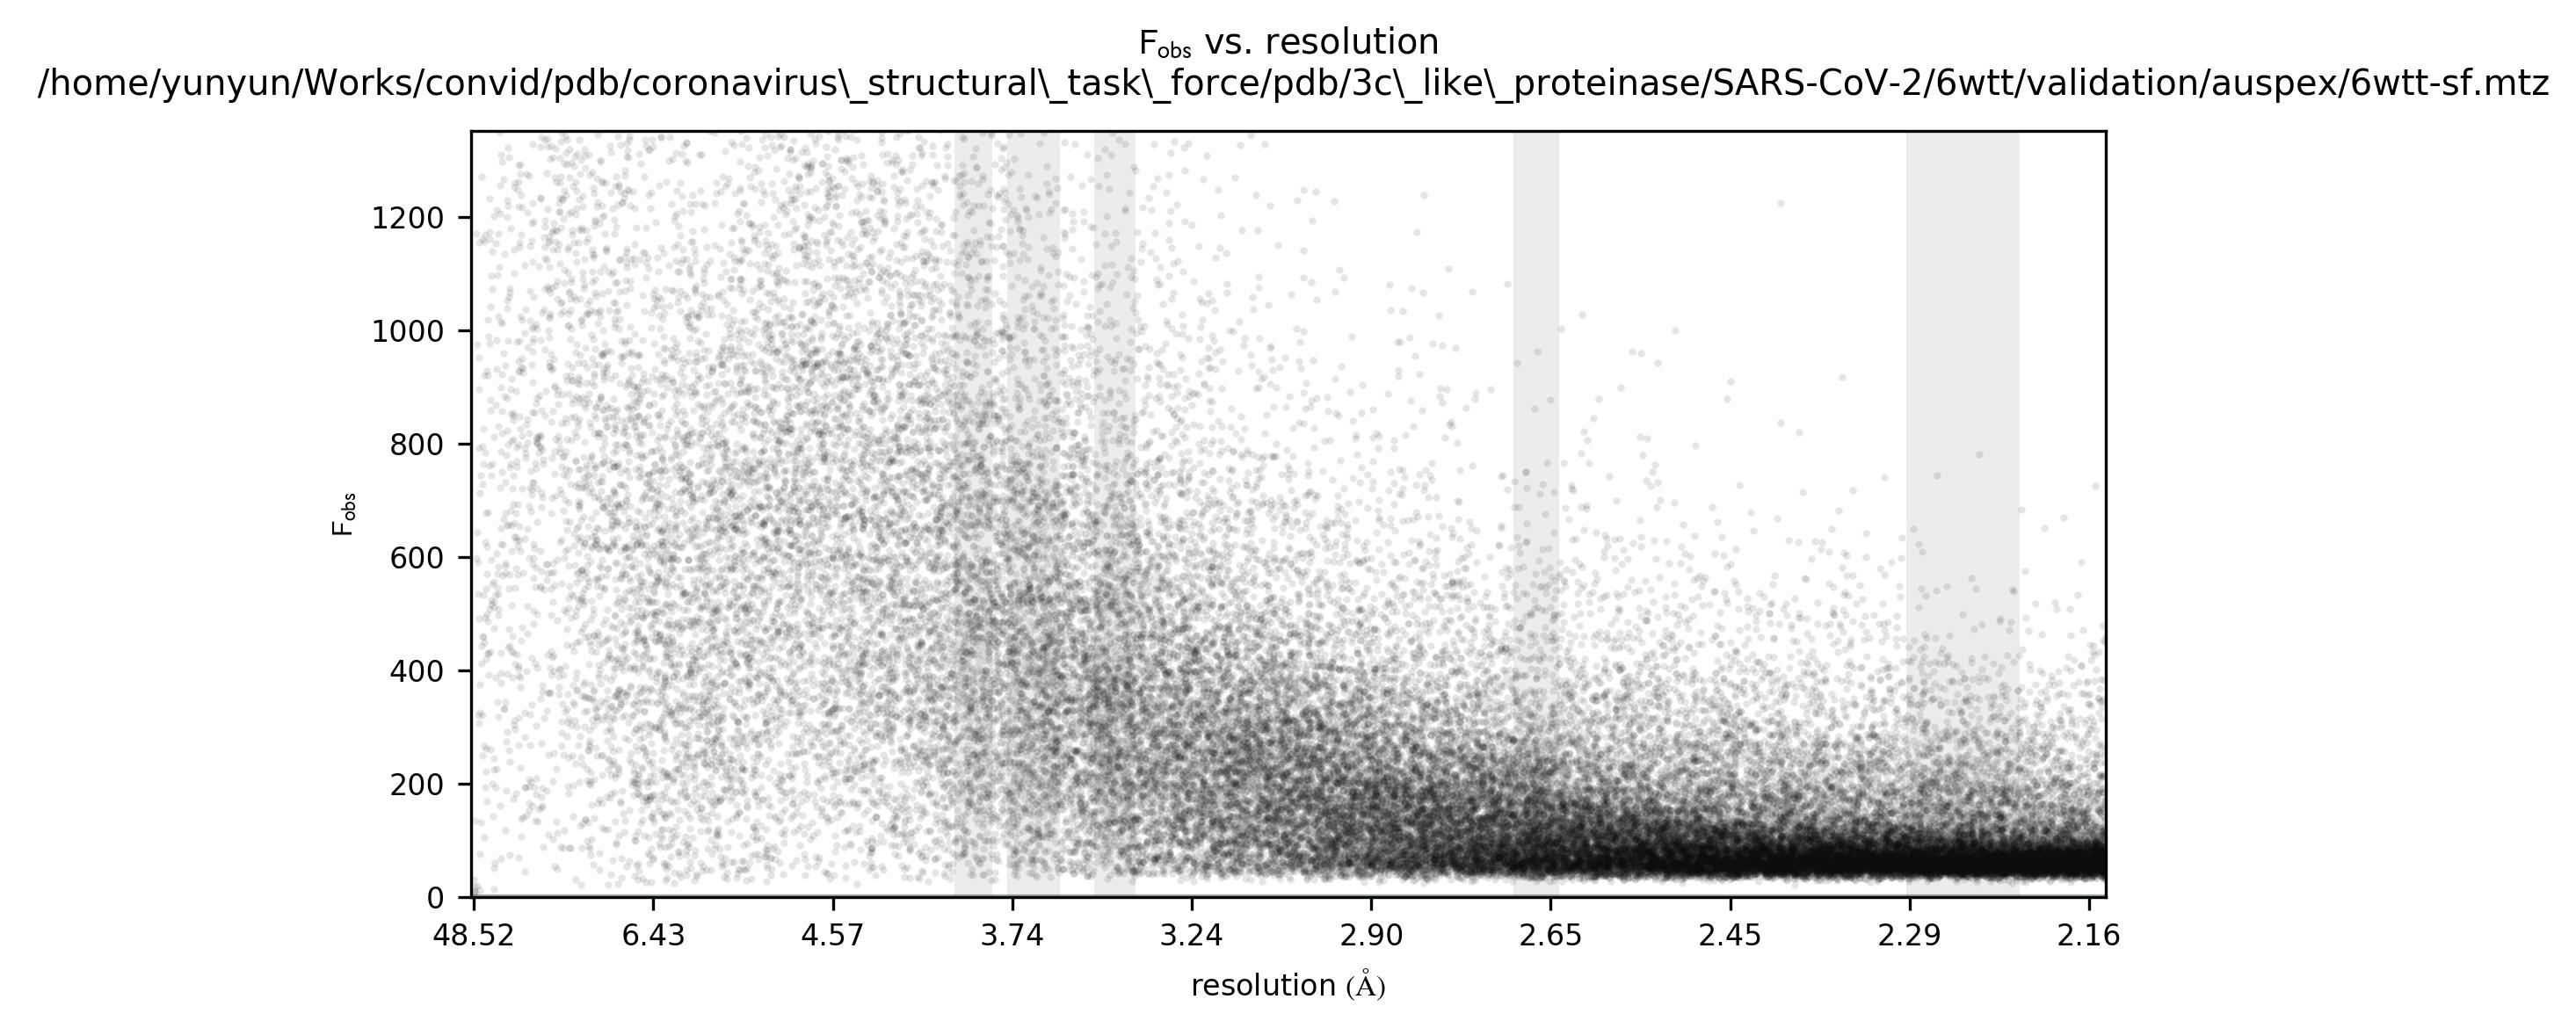 F_obs vs. resolution
/home/yunyun/Works/convid/pdb/coronavirus\_structural\_task\_force/pdb/3c\_like\_proteinase/SARS-CoV-2/6wtt/validation/auspex/6wtt-sf.mtz
1200
1000
800
600
400
200
0
F_obs
48.52 6.43 4.57 3.74 3.24 2.90 2.65 2.45 2.29 2.16
resolution (Å)